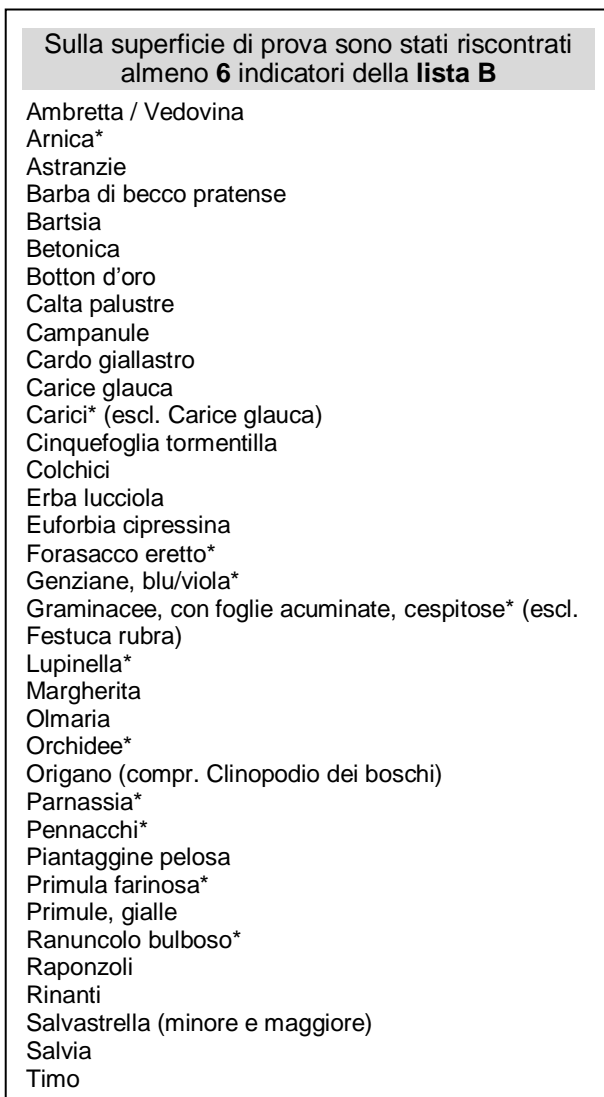 Sulla superficie di prova sono stati riscontrati
almeno 6 indicatori della lista B
Ambretta / Vedovina
Arnica*
Astranzie
Barba di becco pratense
Bartsia
Betonica
Botton d’oro
Calta palustre
Campanule
Cardo giallastro
Carice glauca
Carici* (escl. Carice glauca)
Cinquefoglia tormentilla
Colchici
Erba lucciola
Euforbia cipressina
Forasacco eretto*
Genziane, blu/viola*
Graminacee, con foglie acuminate, cespitose* (escl.
Festuca rubra)
Lupinella*
Margherita
Olmaria
Orchidee*
Origano (compr. Clinopodio dei boschi)
Parnassia*
Pennacchi*
Piantaggine pelosa
Primula farinosa*
Primule, gialle
Ranuncolo bulboso*
Raponzoli
Rinanti
Salvastrella (minore e maggiore)
Salvia
Timo